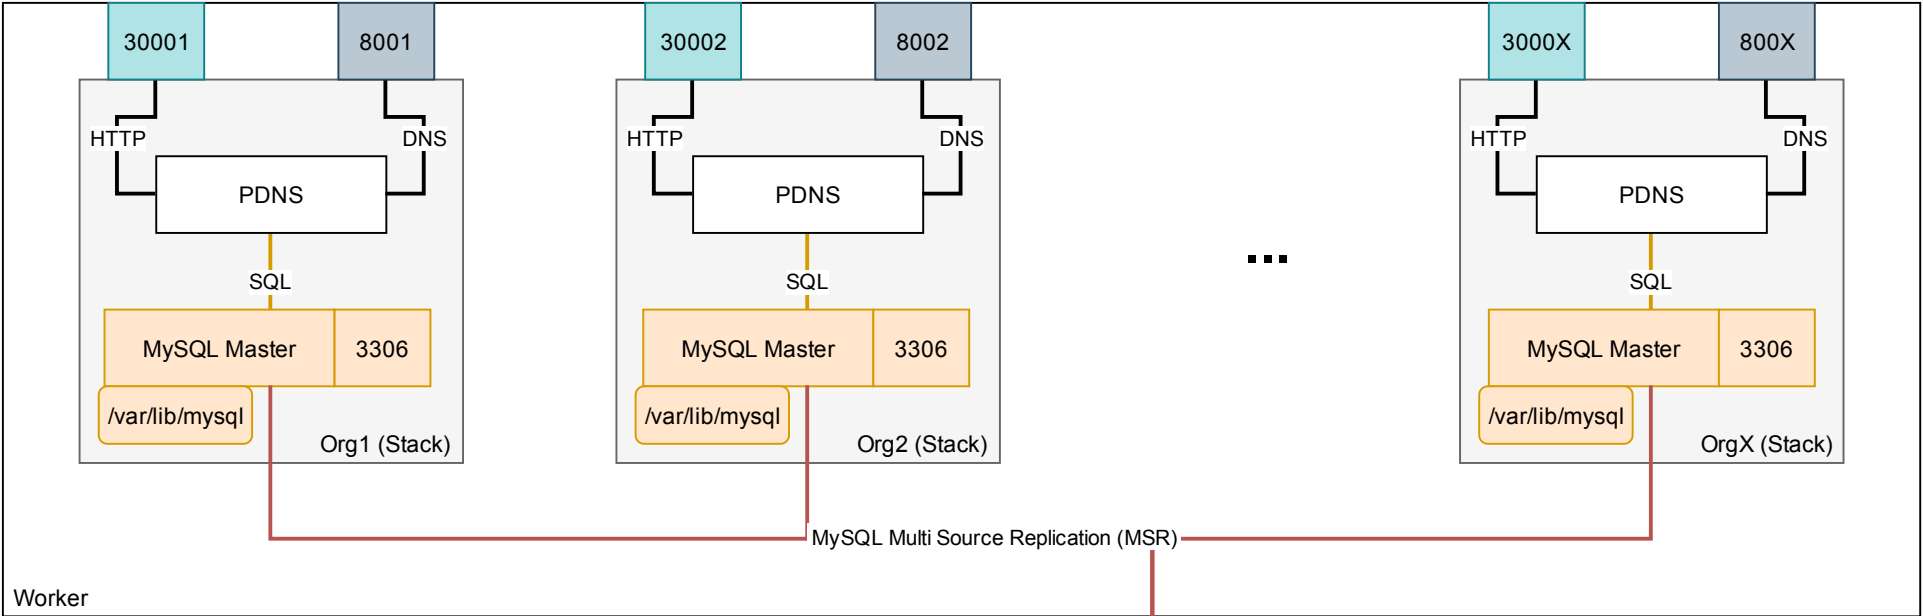 30001 8001 30002 8002 3000X 800X
HTTP DNS HTTP DNS HTTP DNS
PDNS PDNS PDNS
...
SQL SQL SQL
MySQL Master 3306 MySQL Master 3306 MySQL Master 3306
/var/lib/mysql /var/lib/mysql /var/lib/mysql
Org1 (Stack) Org2 (Stack) OrgX (Stack)
MySQL Multi Source Replication (MSR)
Worker